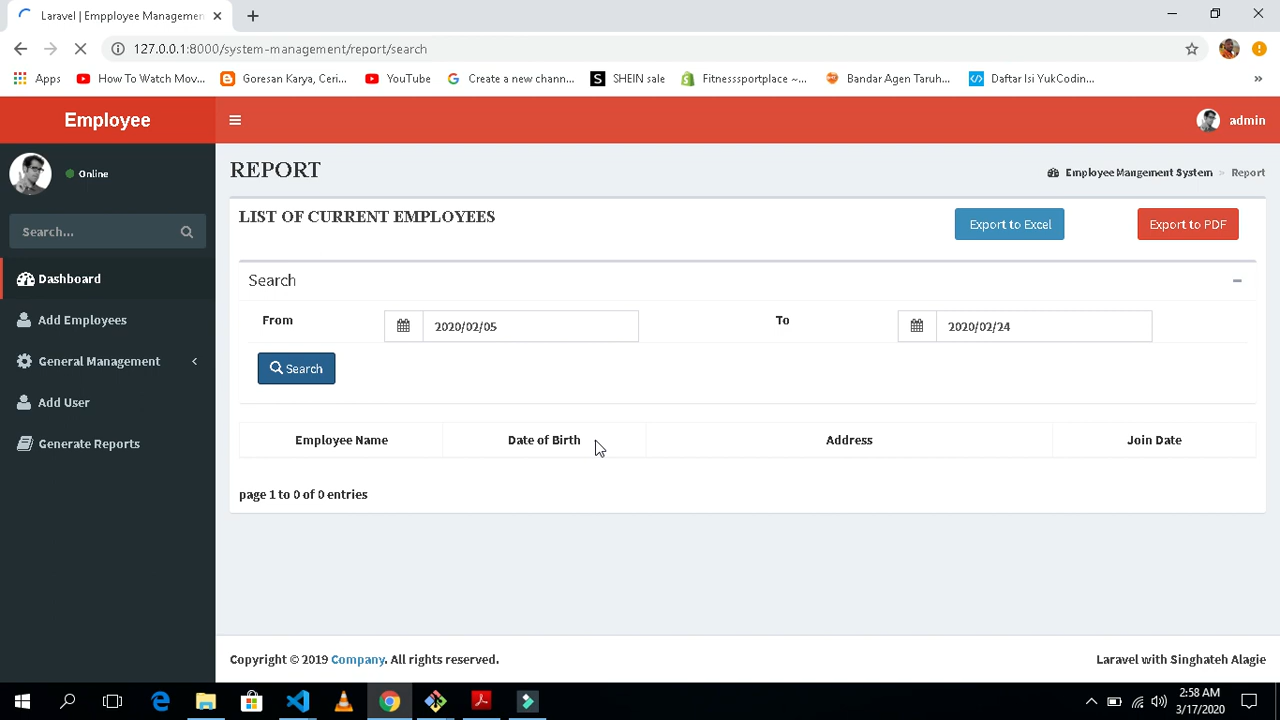 Laravel | Empployee Managemen
127.0.0.1:8000/system-management/report/search
Apps
How To Watch Mov...
Goresan Karya, Ceri...
YouTube
Create a new chann...
SHEIN sale
Fitnesssportplace ~...
Bandar Agen Taruh...
Daftar Isi YukCodin...
»
Employee
admin
Online
Search...
Dashboard
Add Employees
General Management
Add User
Generate Reports
REPORT
Employee Mangement System > Report
LIST OF CURRENT EMPLOYEES
Export to Excel
Export to PDF
Search
From
2020/02/05
To
2020/02/24
Search
Employee Name
Date of Birth
Address
Join Date
page 1 to 0 of 0 entries
Copyright © 2019 Company. All rights reserved.
Laravel with Singhateh Alagie
2:58 AM
3/17/2020